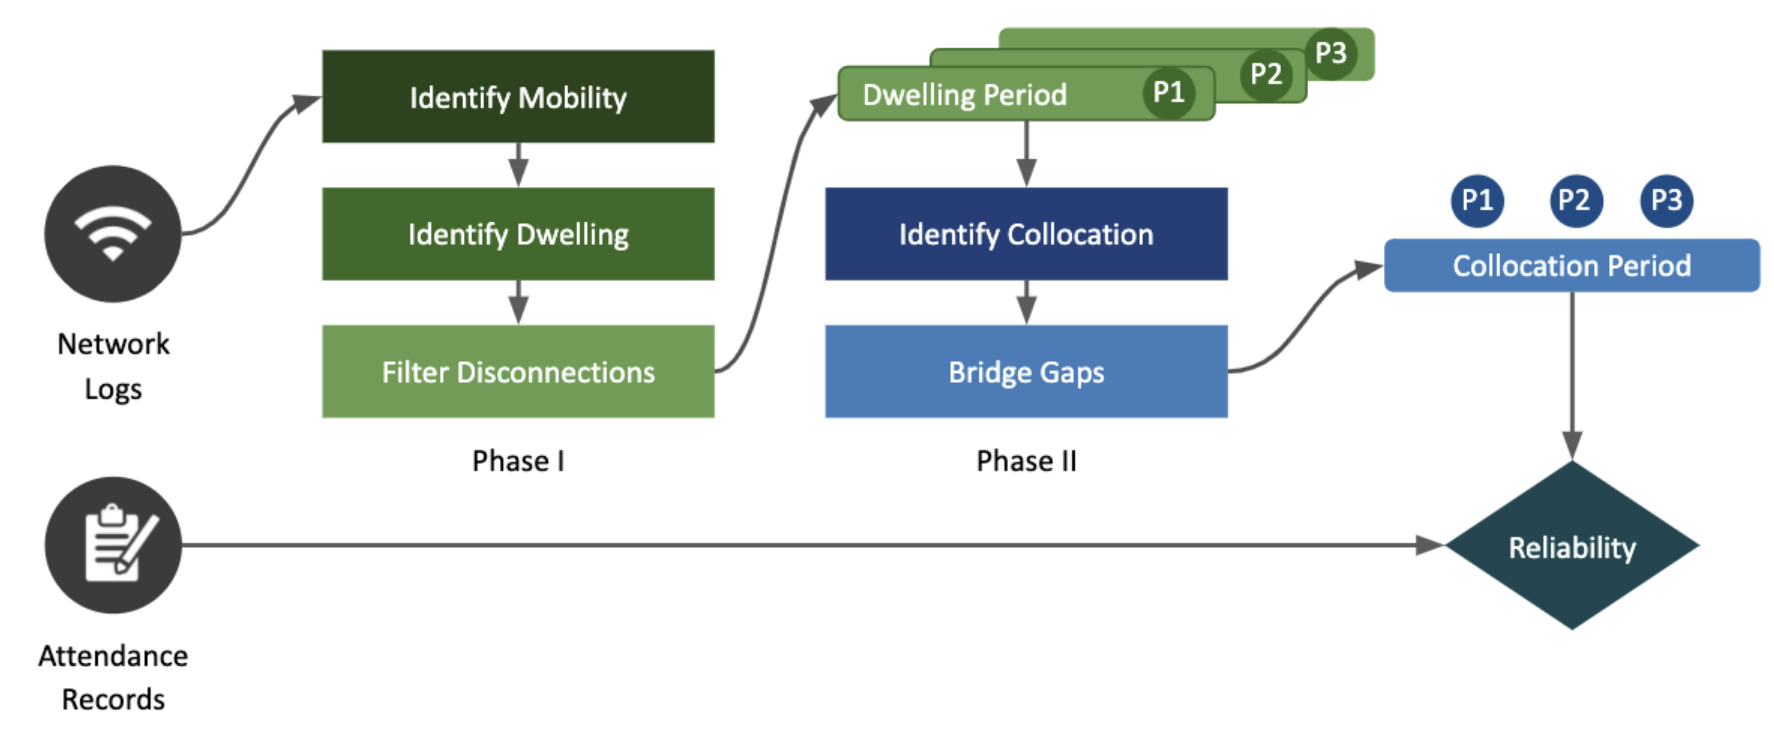 Network
Logs
Attendance
Records
Identify Mobility
Identify Dwelling
Filter Disconnections
Phase I
Dwelling Period P1
P2
P3
Identify Collocation
Bridge Gaps
Phase II
P1 P2 P3
Collocation Period
Reliability